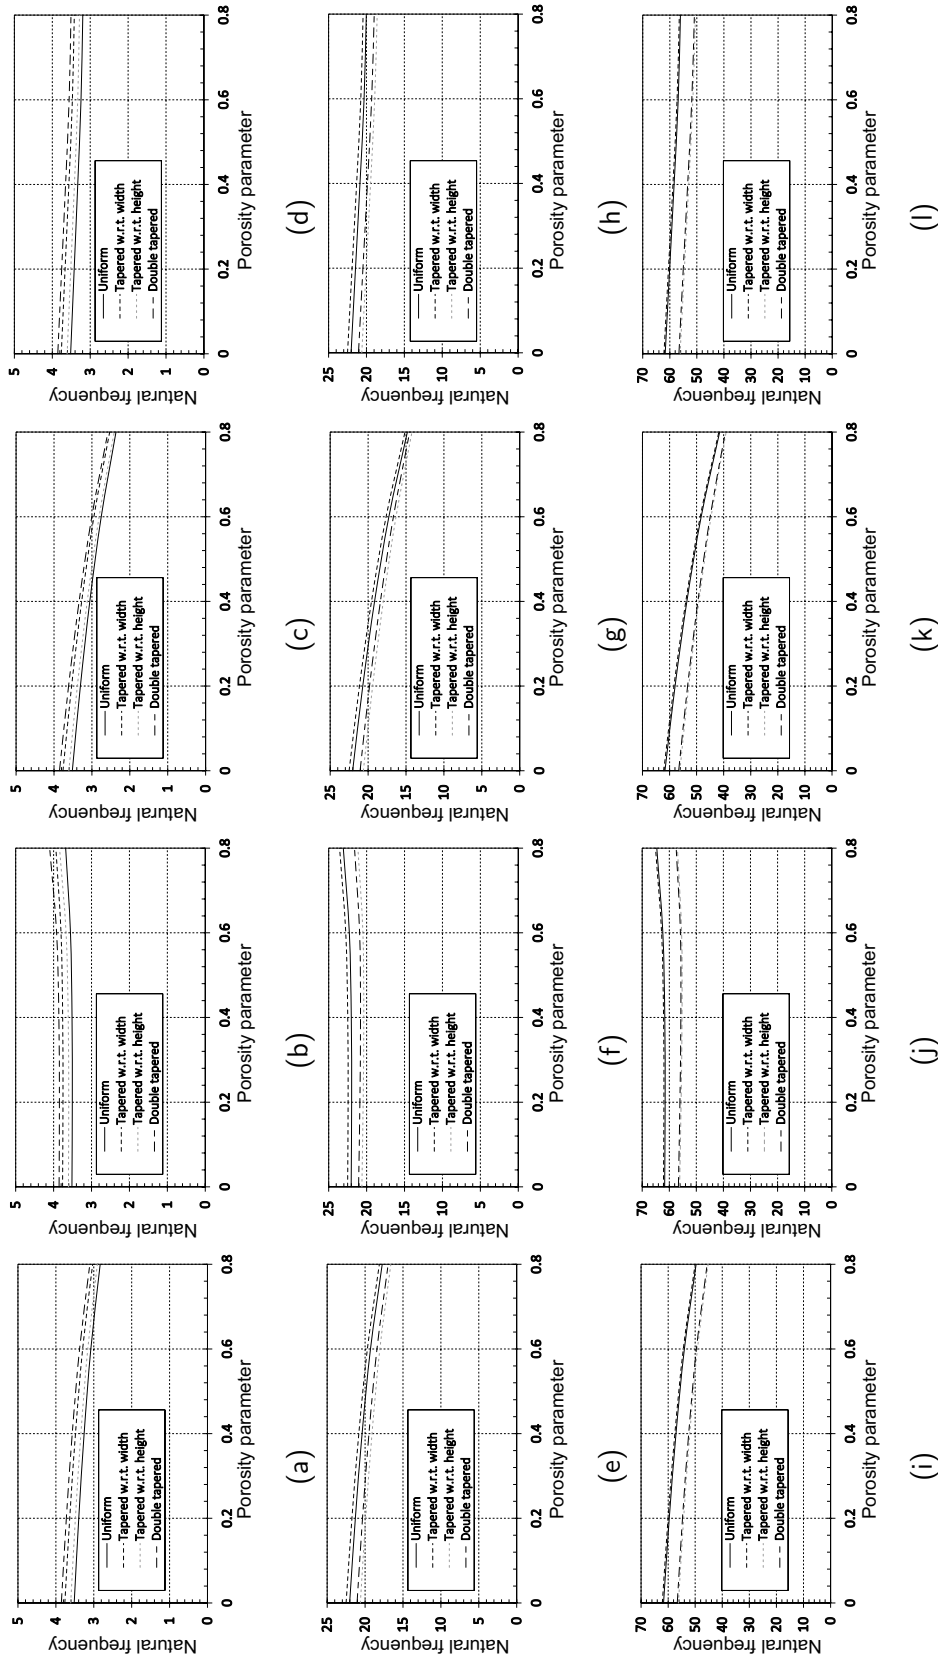 Natural frequency
5
4
3
2
1
0
Uniform
Tapered w.r.t. width
Tapered w.r.t. height
Double tapered
0 0.2 0.4 0.6 0.8
Porosity parameter
(a)
Natural frequency
5
4
3
2
1
0
Uniform
Tapered w.r.t. width
Tapered w.r.t. height
Double tapered
0 0.2 0.4 0.6 0.8
Porosity parameter
(b)
Natural frequency
5
4
3
2
1
0
Uniform
Tapered w.r.t. width
Tapered w.r.t. height
Double tapered
0 0.2 0.4 0.6 0.8
Porosity parameter
(c)
Natural frequency
5
4
3
2
1
0
Uniform
Tapered w.r.t. width
Tapered w.r.t. height
Double tapered
0 0.2 0.4 0.6 0.8
Porosity parameter
(d)
Natural frequency
25
20
15
10
5
0
Uniform
Tapered w.r.t. width
Tapered w.r.t. height
Double tapered
0 0.2 0.4 0.6 0.8
Porosity parameter
(e)
Natural frequency
25
20
15
10
5
0
Uniform
Tapered w.r.t. width
Tapered w.r.t. height
Double tapered
0 0.2 0.4 0.6 0.8
Porosity parameter
(f)
Natural frequency
25
20
15
10
5
0
Uniform
Tapered w.r.t. width
Tapered w.r.t. height
Double tapered
0 0.2 0.4 0.6 0.8
Porosity parameter
(g)
Natural frequency
25
20
15
10
5
0
Uniform
Tapered w.r.t. width
Tapered w.r.t. height
Double tapered
0 0.2 0.4 0.6 0.8
Porosity parameter
(h)
Natural frequency
70
60
50
40
30
20
10
0
Uniform
Tapered w.r.t. width
Tapered w.r.t. height
Double tapered
0 0.2 0.4 0.6 0.8
Porosity parameter
(i)
Natural frequency
70
60
50
40
30
20
10
0
Uniform
Tapered w.r.t. width
Tapered w.r.t. height
Double tapered
0 0.2 0.4 0.6 0.8
Porosity parameter
(j)
Natural frequency
70
60
50
40
30
20
10
0
Uniform
Tapered w.r.t. width
Tapered w.r.t. height
Double tapered
0 0.2 0.4 0.6 0.8
Porosity parameter
(k)
Natural frequency
70
60
50
40
30
20
10
0
Uniform
Tapered w.r.t. width
Tapered w.r.t. height
Double tapered
0 0.2 0.4 0.6 0.8
Porosity parameter
(l)